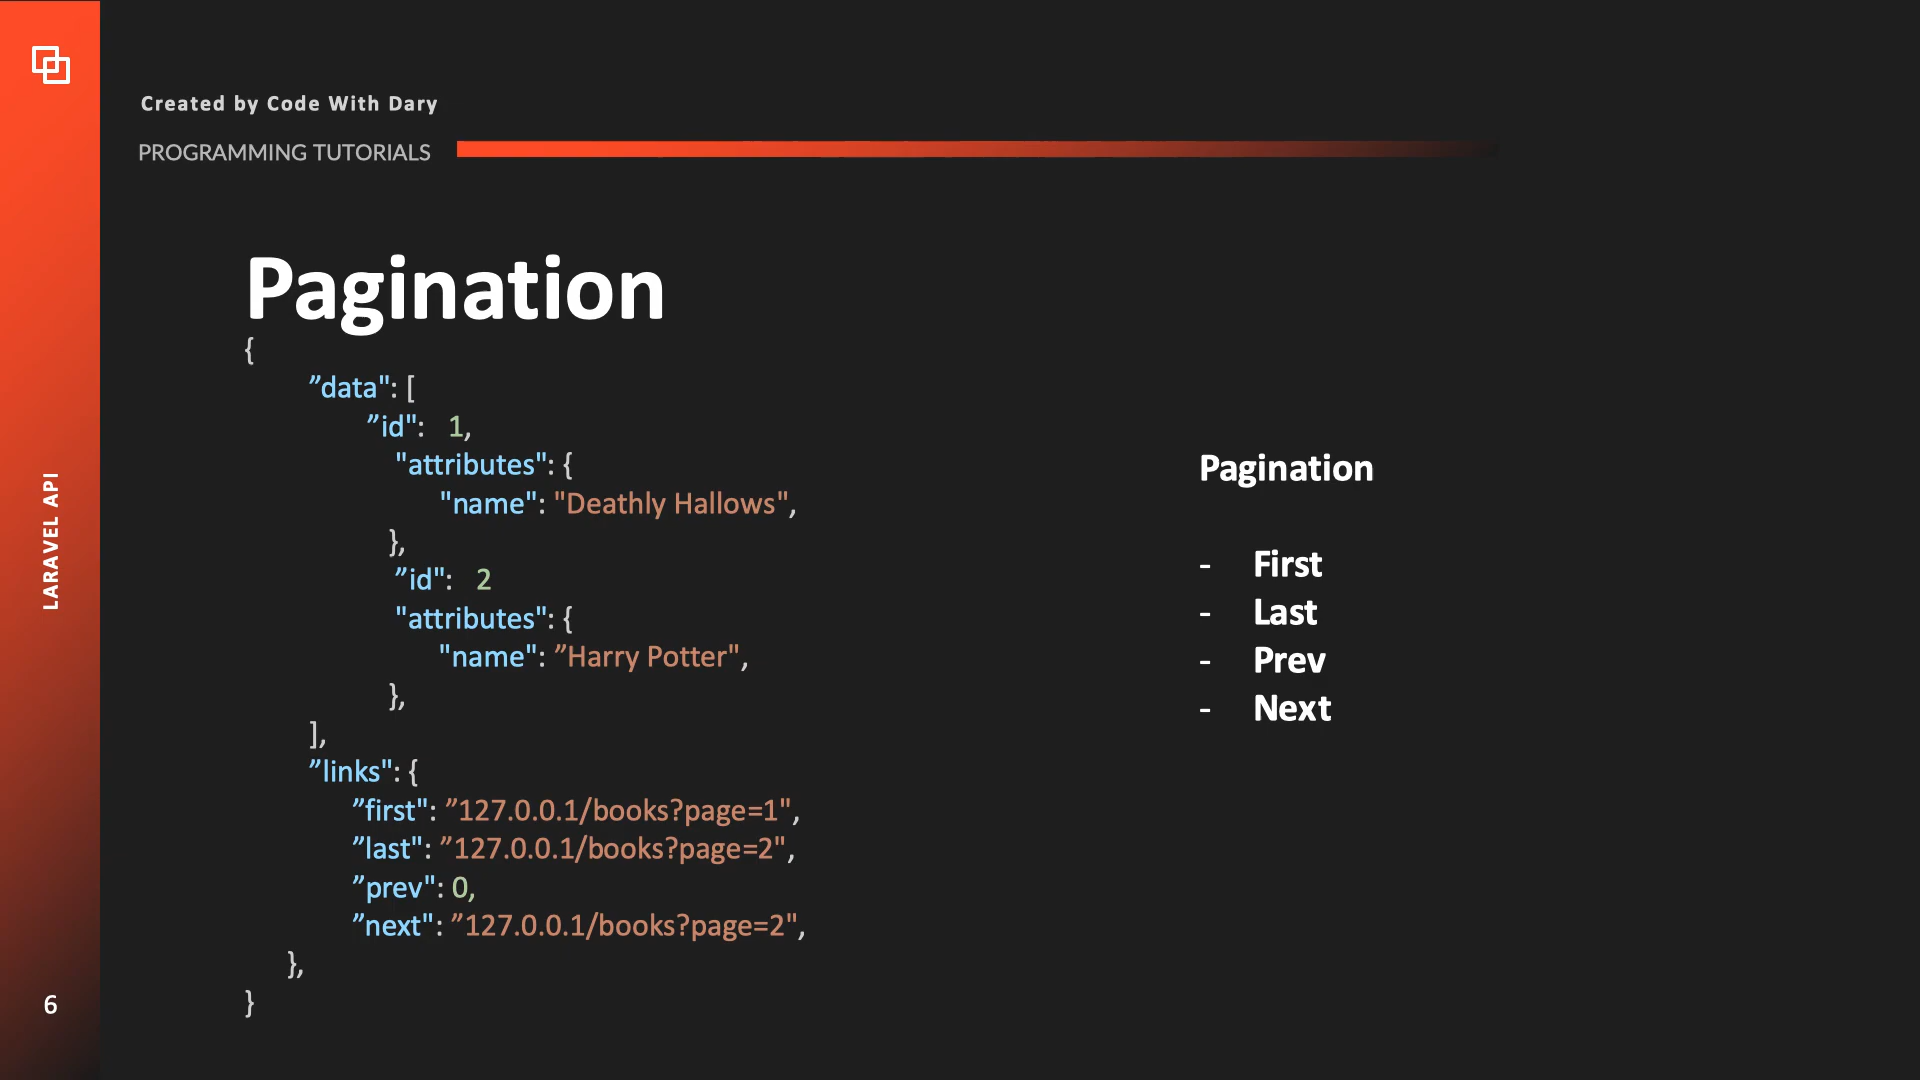 Created by Code With Dary
PROGRAMMING TUTORIALS
LARAVEL API
6
Pagination
{
”data": [
”id":   1,
"attributes": {
"name": "Deathly Hallows",
},
”id":   2
"attributes": {
"name": ”Harry Potter",
},
],
”links": {
”first": ”127.0.0.1/books?page=1",
”last": ”127.0.0.1/books?page=2",
”prev": 0,
”next": ”127.0.0.1/books?page=2",
},
}
Pagination
- First
- Last
- Prev
- Next